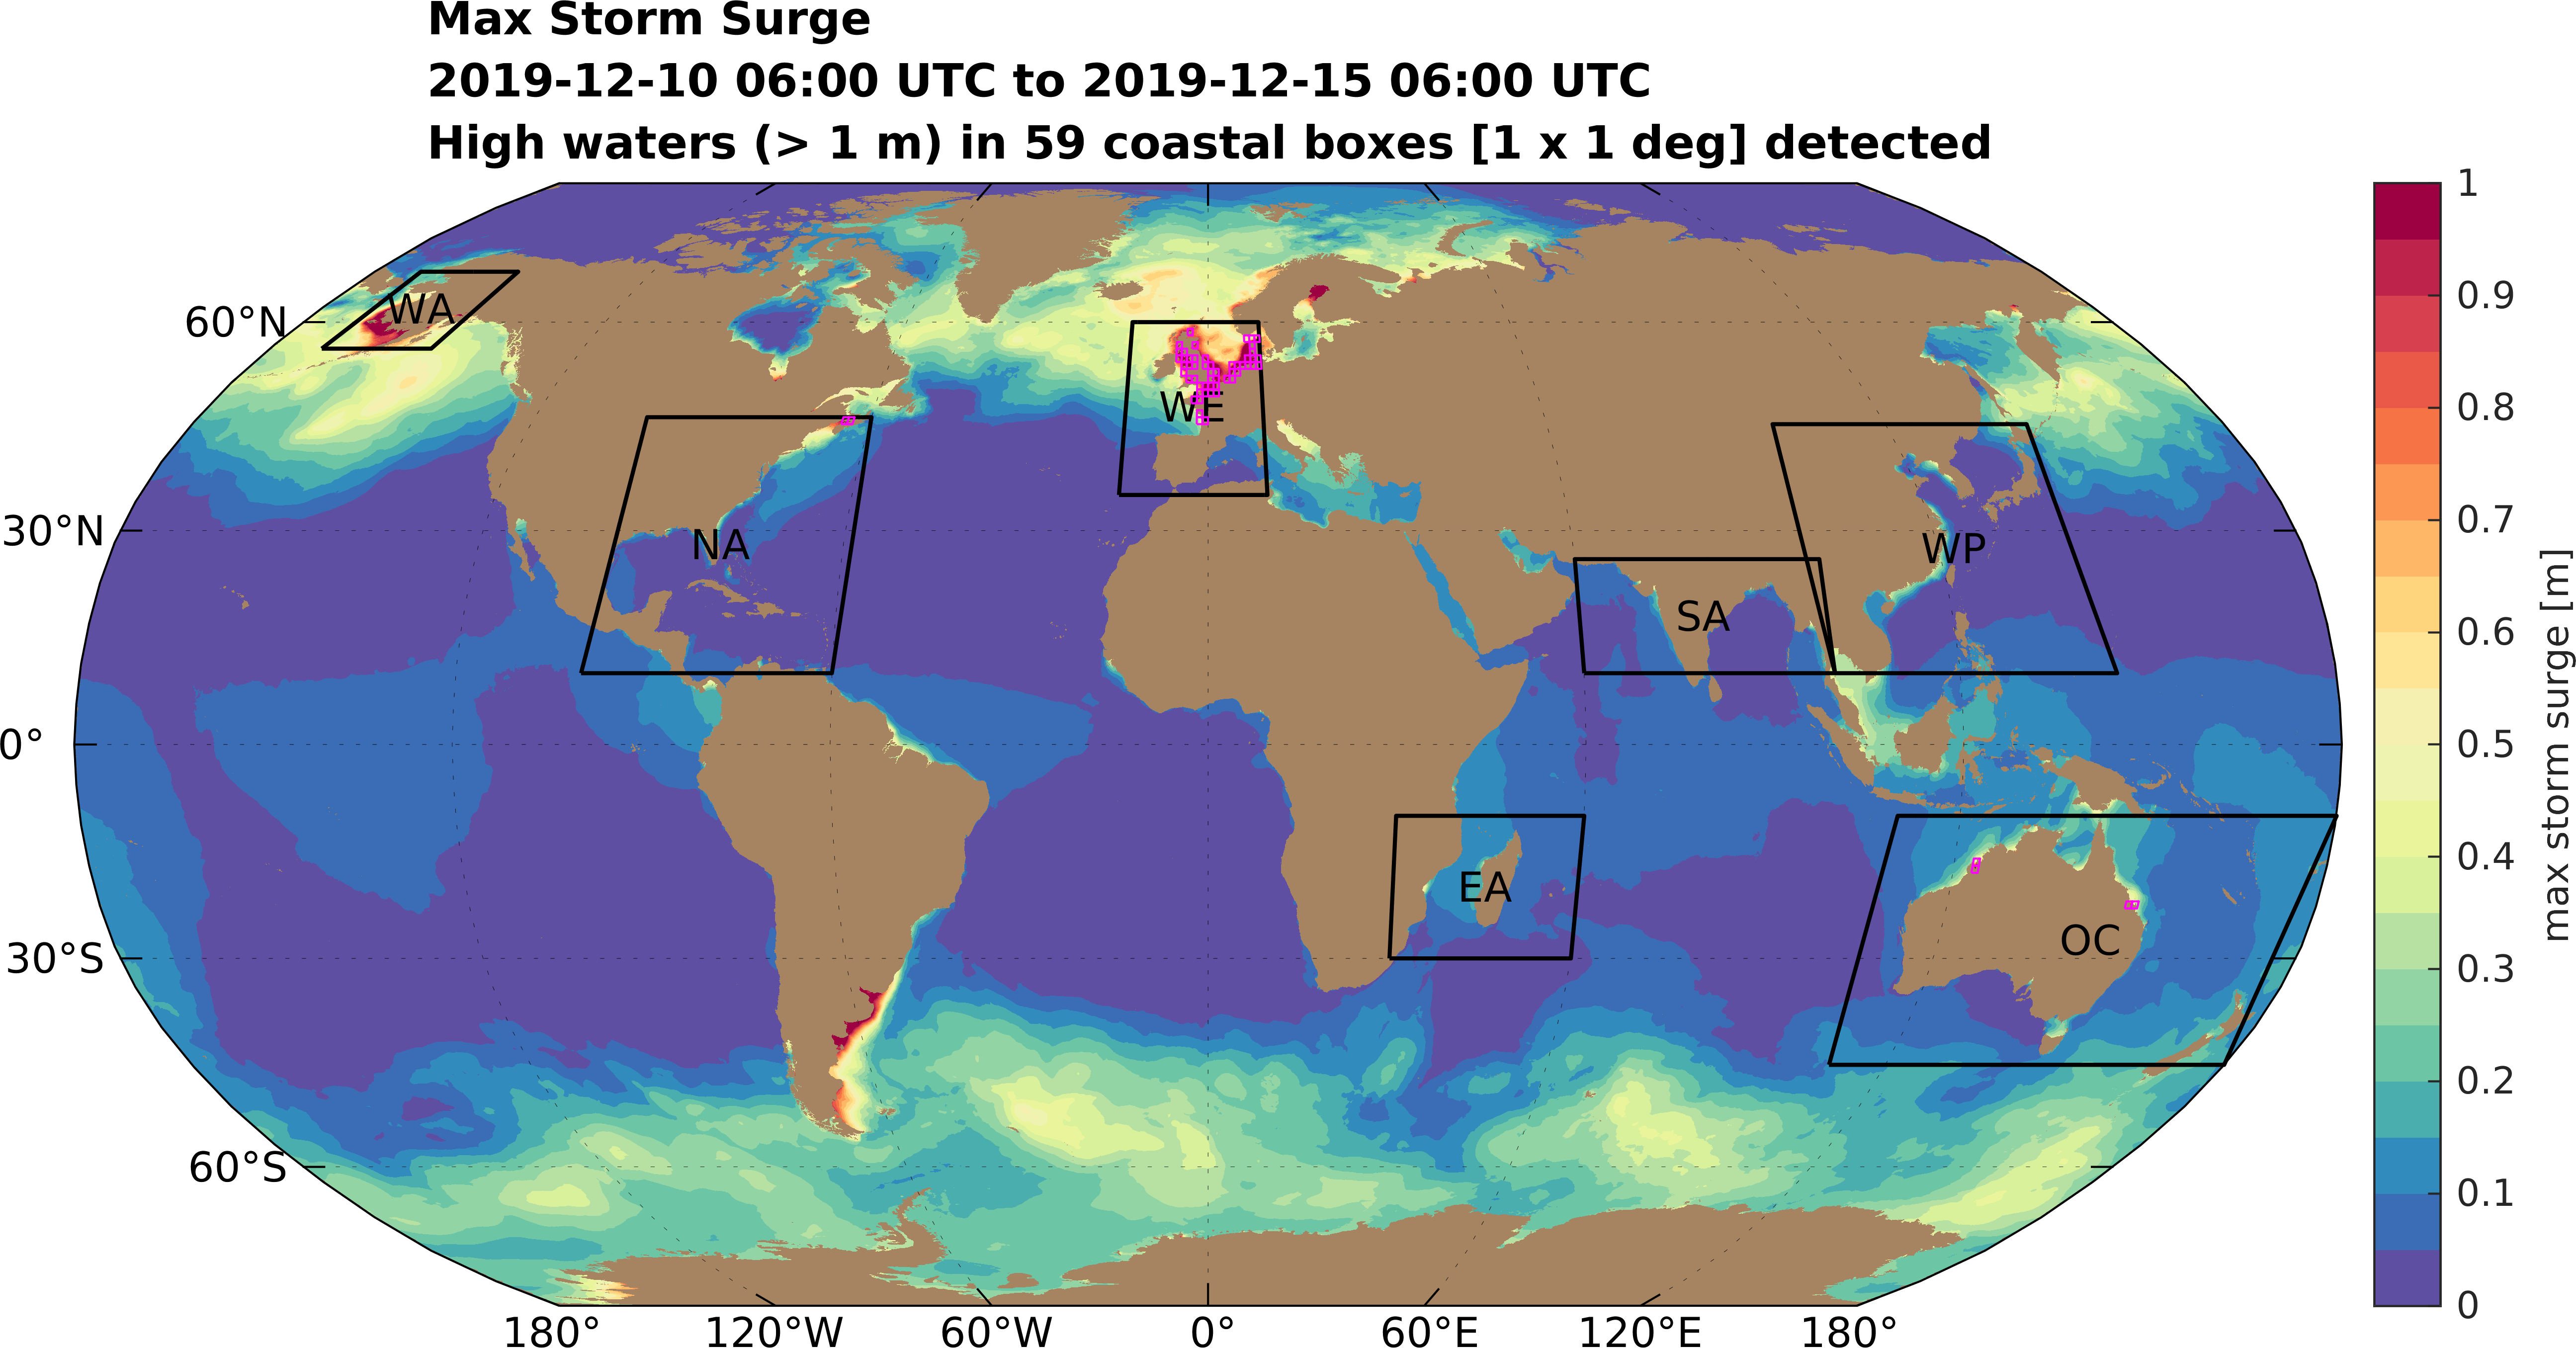 Max Storm Surge
2019-12-10 06:00 UTC to 2019-12-15 06:00 UTC
High waters (> 1 m) in 59 coastal boxes [1 x 1 deg] detected
60°N
30°N
0°
30°S
60°S
WA
NA
WE
SA
WP
EA
OC
180°
120°W
60°W
0°
60°E
120°E
180°
1
0.9
0.8
0.7
0.6
0.5
0.4
0.3
0.2
0.1
0
max storm surge [m]